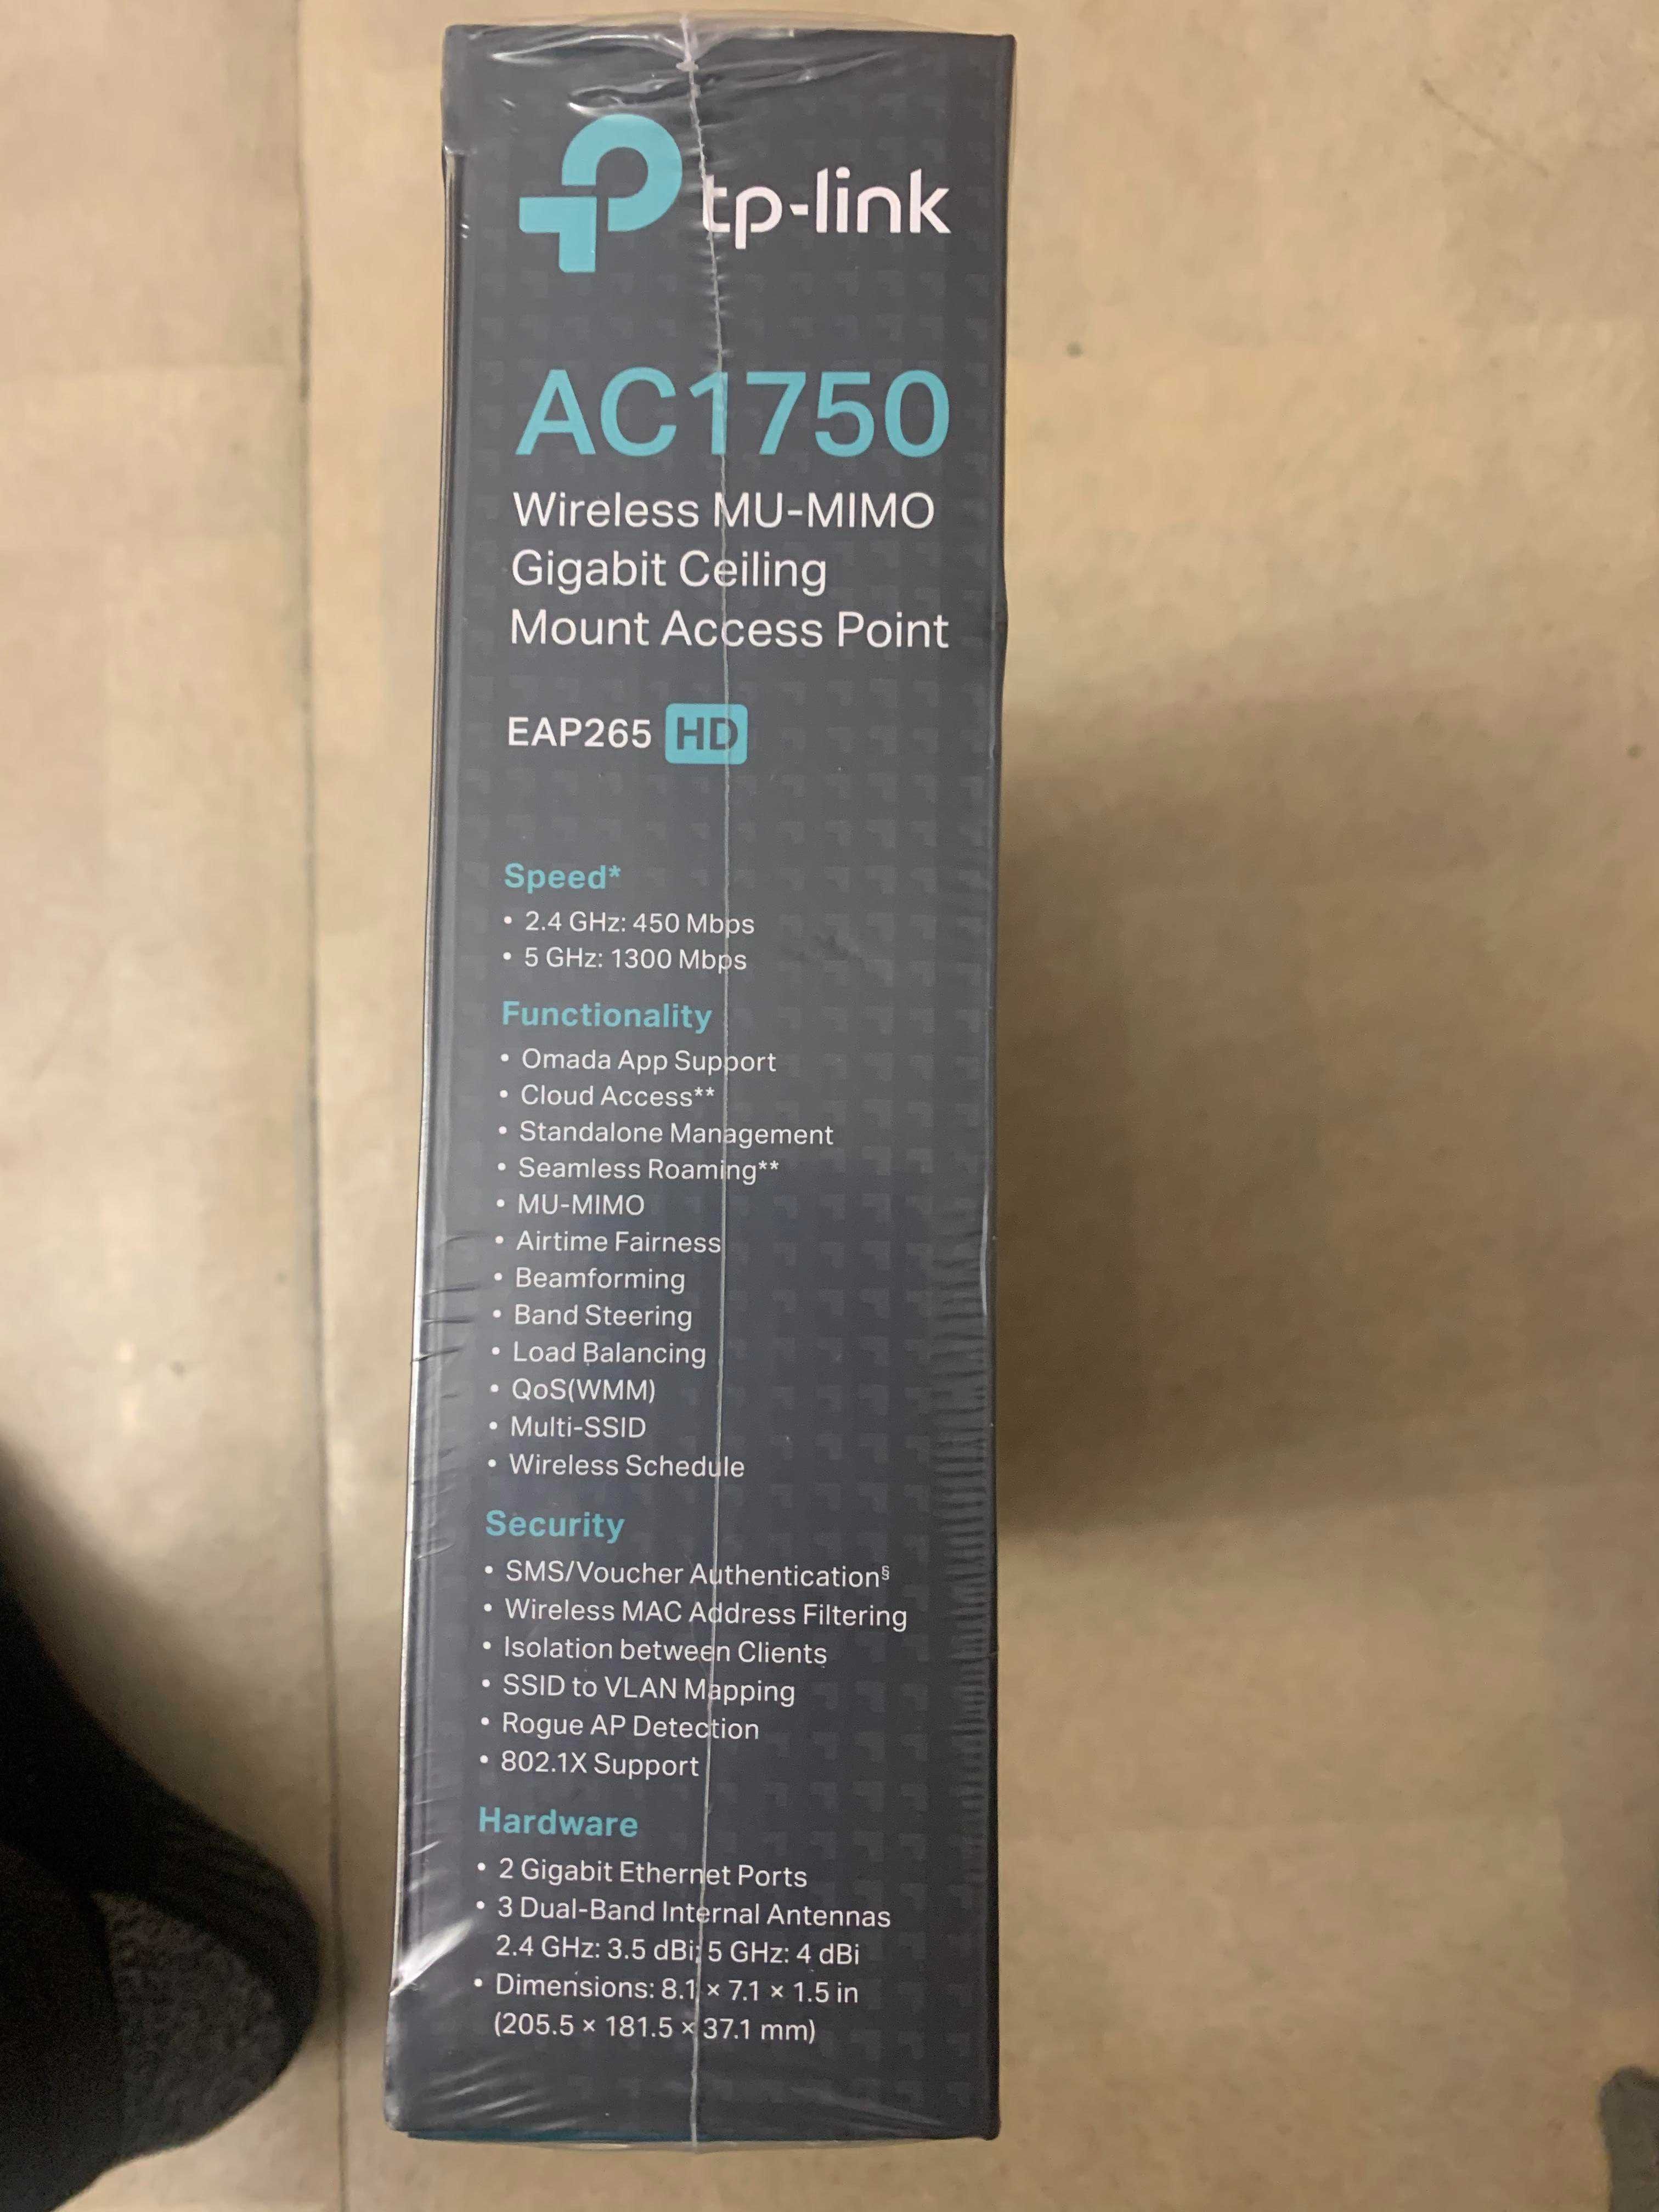 tp-link
AC1750
Wireless MU-MIMO
Gigabit Ceiling
Mount Access Point
EAP265 HD
Speed*
• 2.4 GHz: 450 Mbps
• 5 GHz: 1300 Mbps
Functionality
• Omada App Support
• Cloud Access**
• Standalone Management
• Seamless Roaming**
• MU-MIMO
• Airtime Fairness
• Beamforming
• Band Steering
• Load Balancing
• QoS(WMM)
• Multi-SSID
• Wireless Schedule
Security
• SMS/Voucher Authentication§
• Wireless MAC Address Filtering
• Isolation between Clients
• SSID to VLAN Mapping
• Rogue AP Detection
• 802.1X Support
Hardware
• 2 Gigabit Ethernet Ports
• 3 Dual-Band Internal Antennas
2.4 GHz: 3.5 dBi; 5 GHz: 4 dBi
• Dimensions: 8.1 × 7.1 × 1.5 in
(205.5 × 181.5 × 37.1 mm)